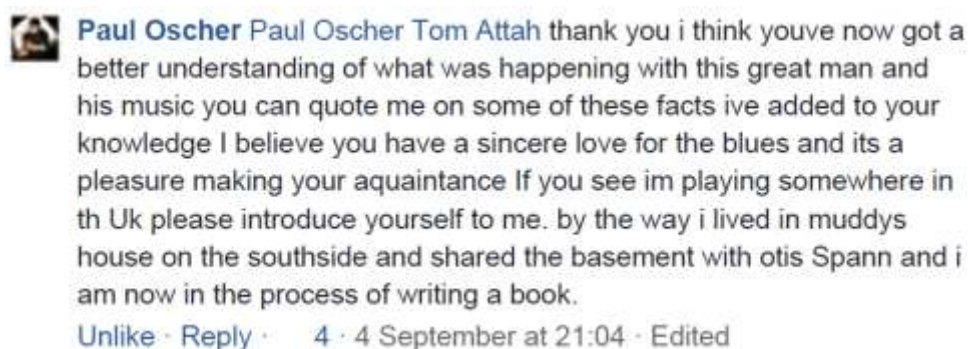 Paul Oscher Paul Oscher Tom Attah thank you i think youve now got a
better understanding of what was happening with this great man and
his music you can quote me on some of these facts ive added to your
knowledge I believe you have a sincere love for the blues and its a
pleasure making your aquaintance If you see im playing somewhere in
th Uk please introduce yourself to me. by the way i lived in muddys
house on the southside and shared the basement with otis Spann and i
am now in the process of writing a book.
Unlike · Reply · 4 · 4 September at 21:04 · Edited